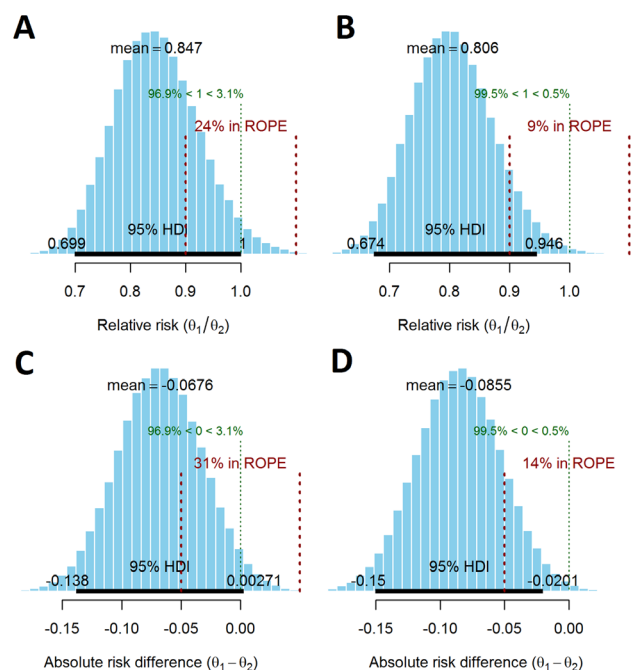 A
mean = 0.847
96.9% < 1 < 3.1%
24% in ROPE
95% HDI
0.699
1
0.7 0.8 0.9 1.0
Relative risk (θ1/θ2)
B
mean = 0.806
99.5% < 1 < 0.5%
9% in ROPE
95% HDI
0.674
0.946
0.7 0.8 0.9 1.0
Relative risk (θ1/θ2)
C
mean = -0.0676
96.9% < 0 < 3.1%
31% in ROPE
95% HDI
-0.138
0.00271
-0.15 -0.10 -0.05 0.00
Absolute risk difference (θ1−θ2)
D
mean = -0.0855
99.5% < 0 < 0.5%
14% in ROPE
95% HDI
-0.15
-0.0201
-0.15 -0.10 -0.05 0.00
Absolute risk difference (θ1−θ2)